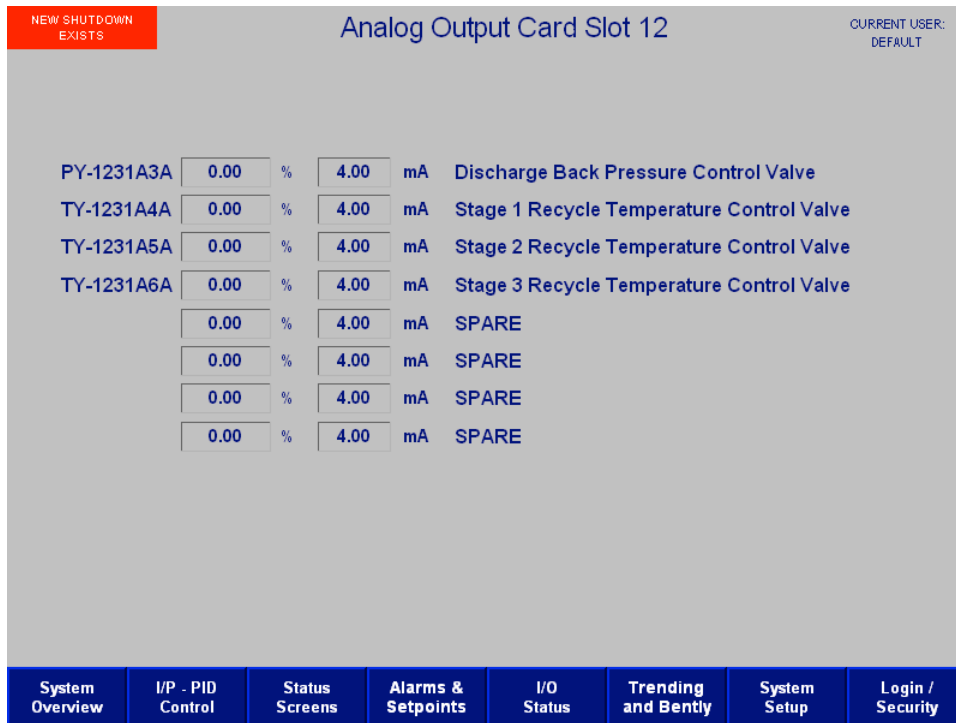 NEW SHUTDOWN
EXISTS
Analog Output Card Slot 12
CURRENT USER:
DEFAULT
PY-1231A3A 0.00 % 4.00 mA Discharge Back Pressure Control Valve
TY-1231A4A 0.00 % 4.00 mA Stage 1 Recycle Temperature Control Valve
TY-1231A5A 0.00 % 4.00 mA Stage 2 Recycle Temperature Control Valve
TY-1231A6A 0.00 % 4.00 mA Stage 3 Recycle Temperature Control Valve
0.00 % 4.00 mA SPARE
0.00 % 4.00 mA SPARE
0.00 % 4.00 mA SPARE
0.00 % 4.00 mA SPARE
System
Overview
I/P - PID
Control
Status
Screens
Alarms &
Setpoints
I/O
Status
Trending
and Bently
System
Setup
Login /
Security